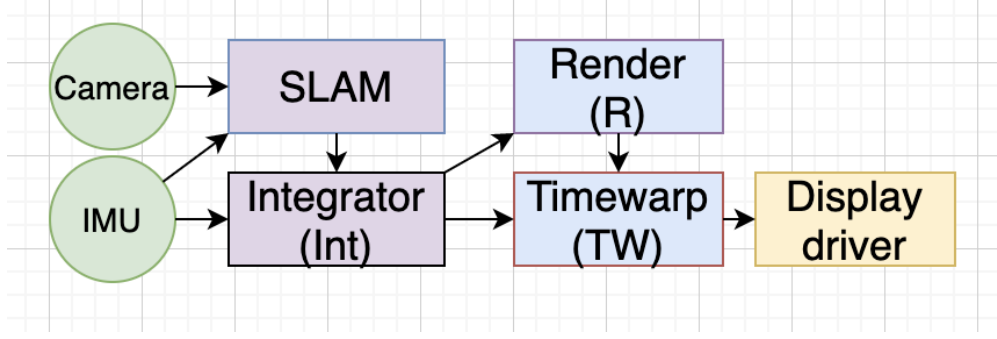 Camera
SLAM
Render
(R)
IMU
Integrator
(Int)
Timewarp
(TW)
Display
driver